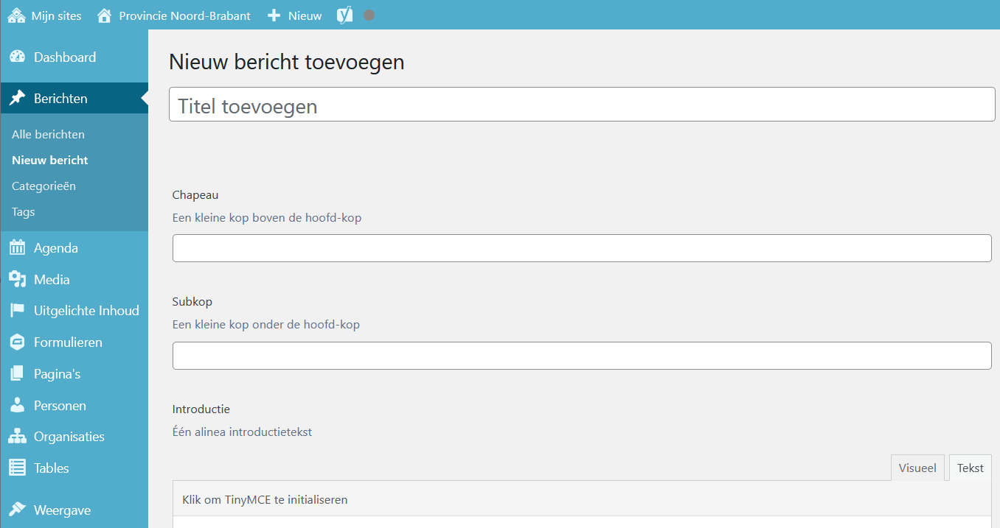 Mijn sites
Provincie Noord-Brabant
Nieuw
Dashboard
Berichten
Alle berichten
Nieuw bericht
Categorieën
Tags
Agenda
Media
Uitgelichte Inhoud
Formulieren
Pagina's
Personen
Organisaties
Tables
Weergave
Nieuw bericht toevoegen
Titel toevoegen
Chapeau
Een kleine kop boven de hoofd-kop
Subkop
Een kleine kop onder de hoofd-kop
Introductie
Één alinea introductietekst
Visueel
Tekst
Klik om TinyMCE te initialiseren